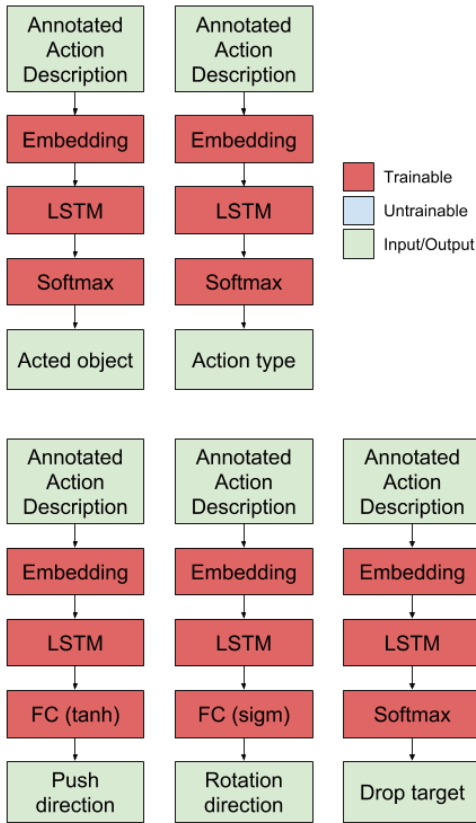 Annotated
Action
Description
Embedding
LSTM
Softmax
Acted object
Annotated
Action
Description
Embedding
LSTM
Softmax
Action type
Trainable
Untrainable
Input/Output
Annotated
Action
Description
Embedding
LSTM
FC (tanh)
Push
direction
Annotated
Action
Description
Embedding
LSTM
FC (sigm)
Rotation
direction
Annotated
Action
Description
Embedding
LSTM
Softmax
Drop target